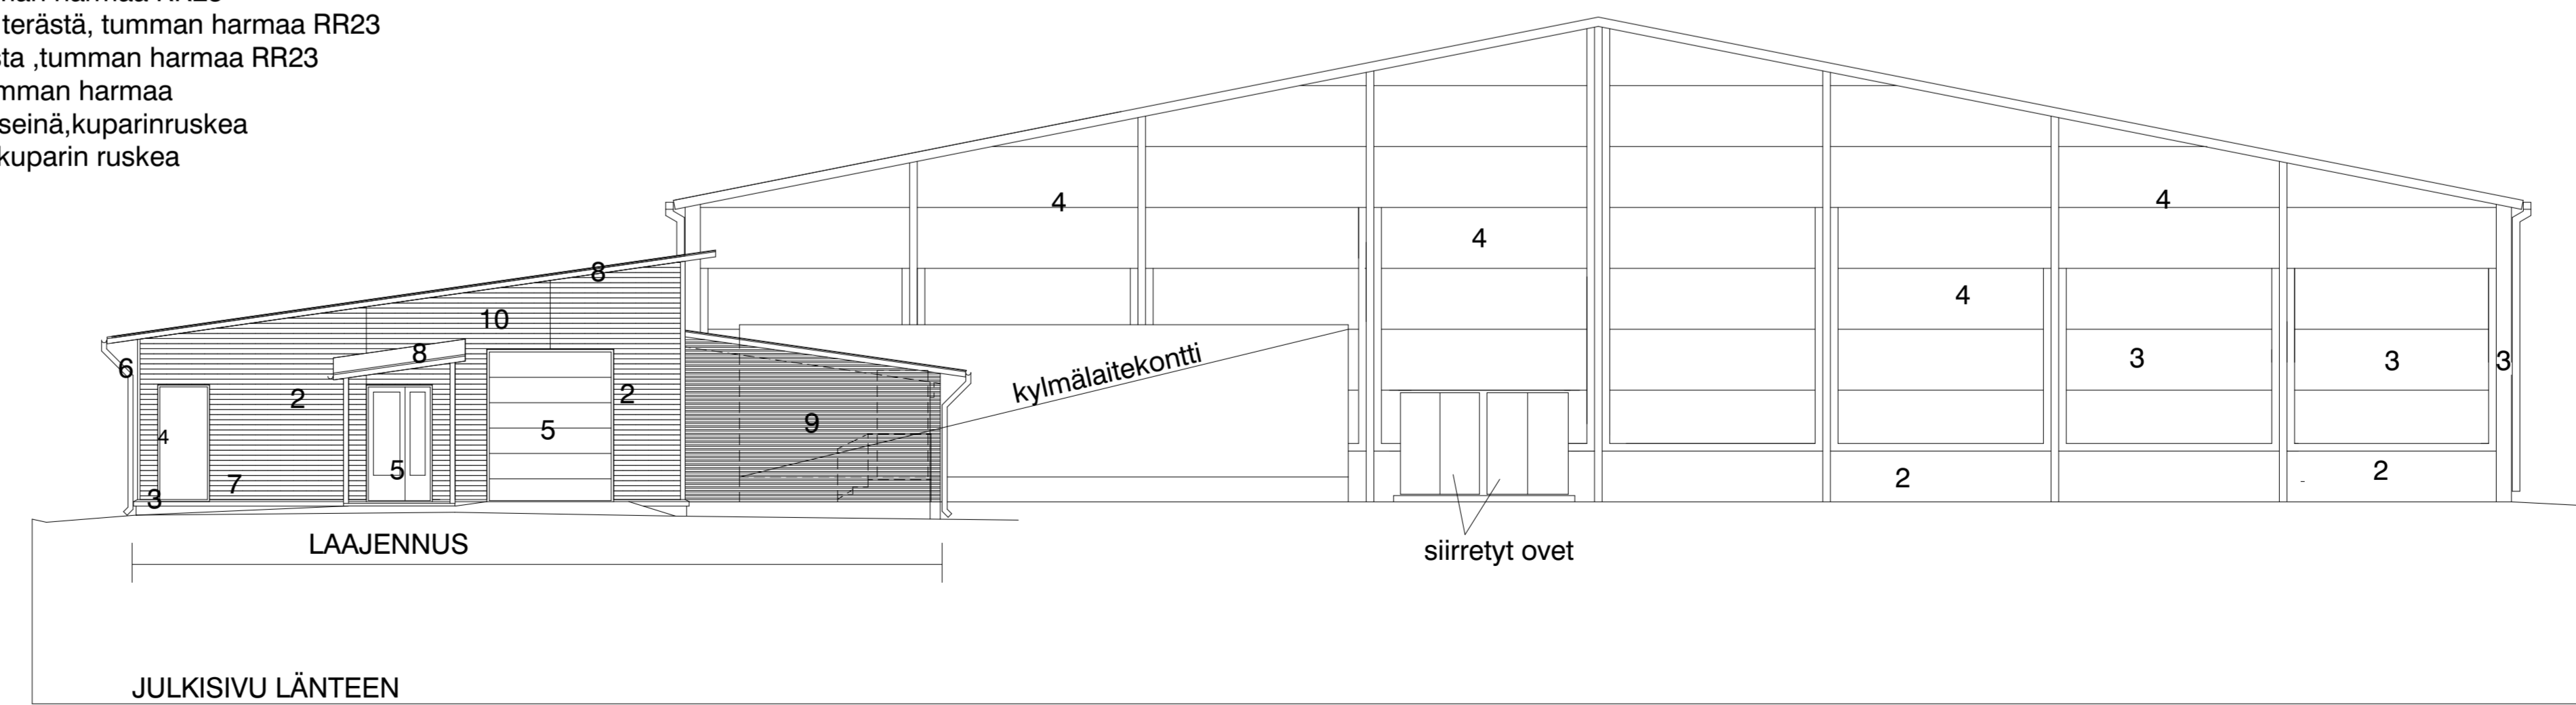 harmaa RR23
terästä, tumman harmaa RR23
,tumman harmaa RR23
harmaa
seinä,kuparinruskea
kuparin ruskea
4
4
4
4
8
10
8
6
2
2
4
5
5
7
3
9
kylmälaitekontti
3
3
3
2
2
LAAJENNUS
siirretyt ovet
JULKISIVU LÄNTEEN